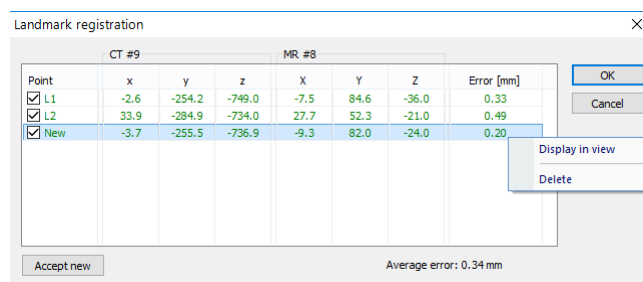 Landmark registration
CT #9 MR #8
Point x y z X Y Z Error [mm]
L1 -2.6 -254.2 -749.0 -7.5 84.6 -36.0 0.33
L2 33.9 -284.9 -734.0 27.7 52.3 -21.0 0.49
New -3.7 -255.5 -736.9 -9.3 82.0 -24.0 0.20
OK
Cancel
Display in view
Delete
Accept new
Average error: 0.34 mm